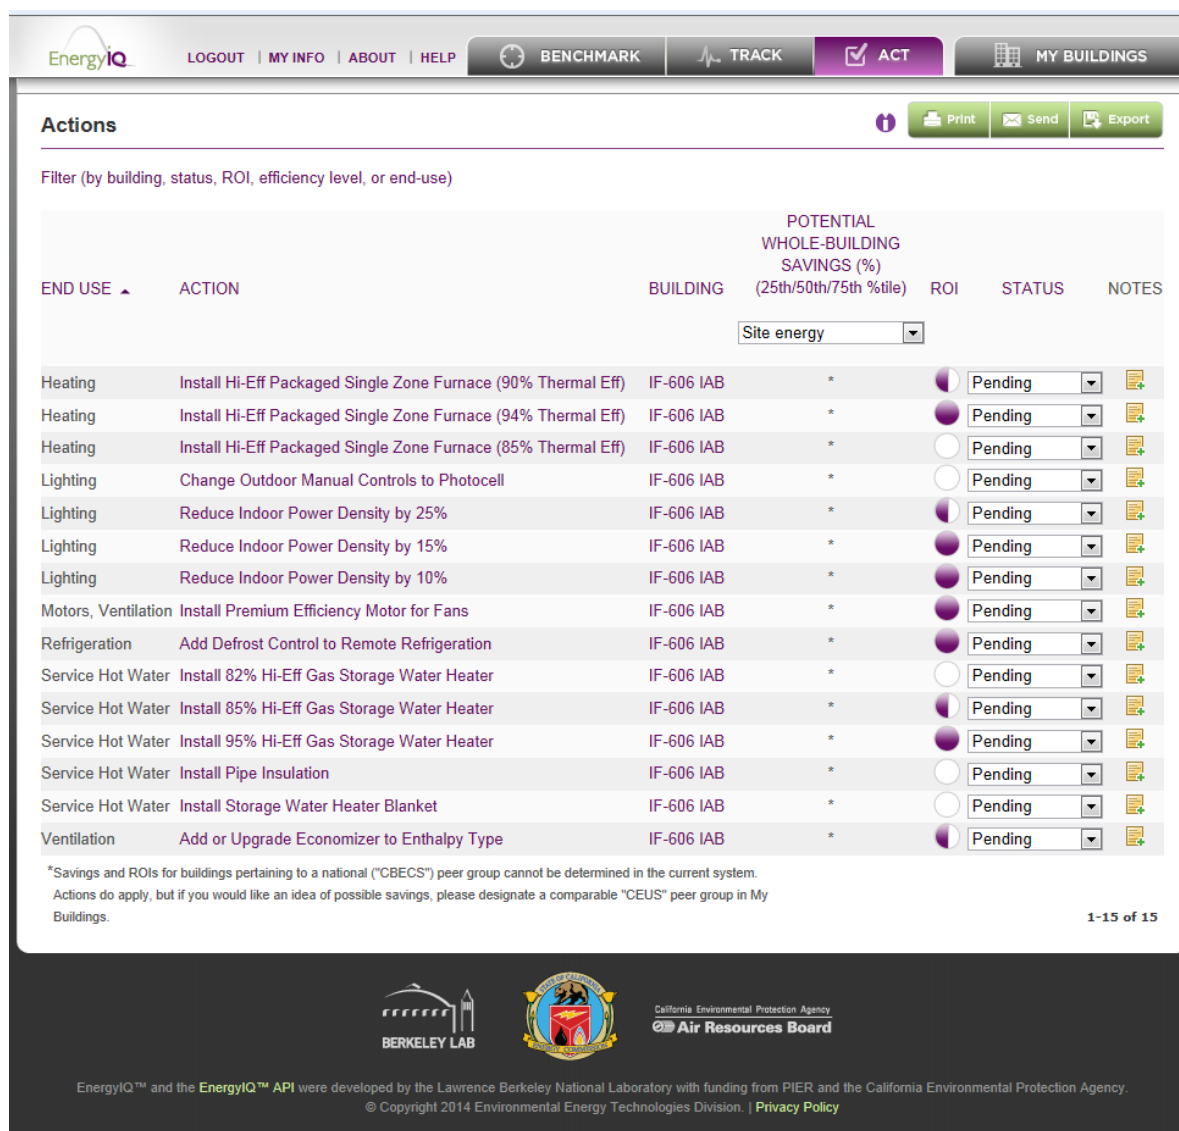 EnergyIQ
LOGOUT | MY INFO | ABOUT | HELP
BENCHMARK
TRACK
ACT
MY BUILDINGS
Actions
Print
Send
Export
Filter (by building, status, ROI, efficiency level, or end-use)
POTENTIAL
WHOLE-BUILDING
SAVINGS (%)
END USE ACTION BUILDING (25th/50th/75th %tile) ROI STATUS NOTES
Site energy
Heating Install Hi-Eff Packaged Single Zone Furnace (90% Thermal Eff) IF-606 IAB * Pending
Heating Install Hi-Eff Packaged Single Zone Furnace (94% Thermal Eff) IF-606 IAB * Pending
Heating Install Hi-Eff Packaged Single Zone Furnace (85% Thermal Eff) IF-606 IAB * Pending
Lighting Change Outdoor Manual Controls to Photocell IF-606 IAB * Pending
Lighting Reduce Indoor Power Density by 25% IF-606 IAB * Pending
Lighting Reduce Indoor Power Density by 15% IF-606 IAB * Pending
Lighting Reduce Indoor Power Density by 10% IF-606 IAB * Pending
Motors, Ventilation Install Premium Efficiency Motor for Fans IF-606 IAB * Pending
Refrigeration Add Defrost Control to Remote Refrigeration IF-606 IAB * Pending
Service Hot Water Install 82% Hi-Eff Gas Storage Water Heater IF-606 IAB * Pending
Service Hot Water Install 85% Hi-Eff Gas Storage Water Heater IF-606 IAB * Pending
Service Hot Water Install 95% Hi-Eff Gas Storage Water Heater IF-606 IAB * Pending
Service Hot Water Install Pipe Insulation IF-606 IAB * Pending
Service Hot Water Install Storage Water Heater Blanket IF-606 IAB * Pending
Ventilation Add or Upgrade Economizer to Enthalpy Type IF-606 IAB * Pending
*Savings and ROIs for buildings pertaining to a national ("CBECS") peer group cannot be determined in the current system.
Actions do apply, but if you would like an idea of possible savings, please designate a comparable "CEUS" peer group in My
Buildings.
1-15 of 15
BERKELEY LAB
STATE OF CALIFORNIA
ENERGY COMMISSION
California Environmental Protection Agency
Air Resources Board
EnergyIQ™ and the EnergyIQ™ API were developed by the Lawrence Berkeley National Laboratory with funding from PIER and the California Environmental Protection Agency.
© Copyright 2014 Environmental Energy Technologies Division. | Privacy Policy